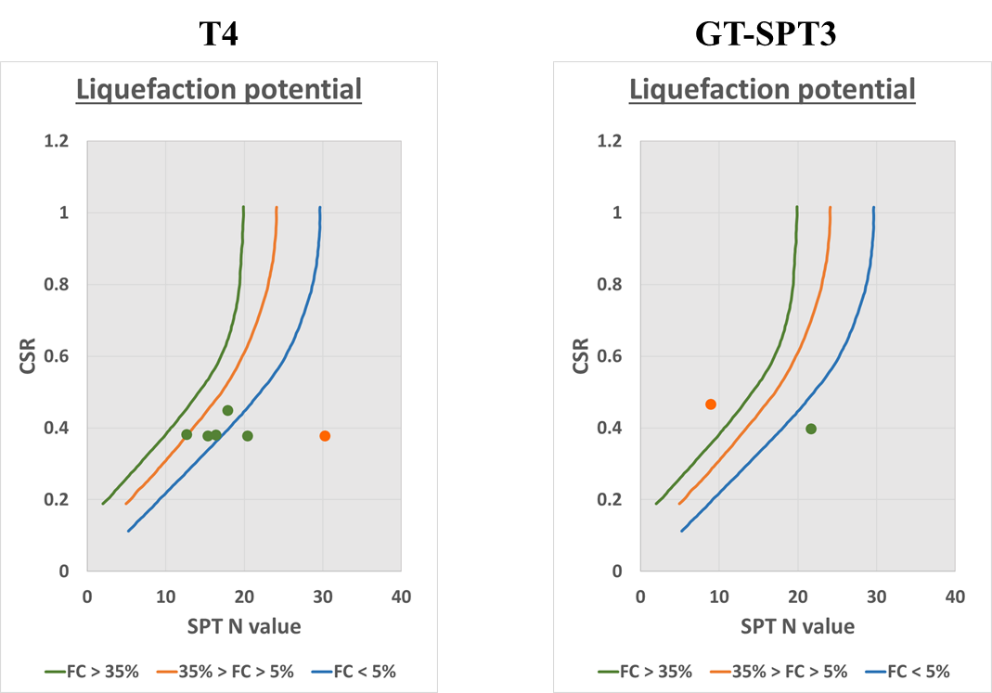 T4
Liquefaction potential
1.2
1
0.8
0.6
0.4
0.2
0
CSR
0 10 20 30 40
SPT N value
FC > 35% 35% > FC > 5% FC < 5%
GT-SPT3
Liquefaction potential
1.2
1
0.8
0.6
0.4
0.2
0
CSR
0 10 20 30 40
SPT N value
FC > 35% 35% > FC > 5% FC < 5%